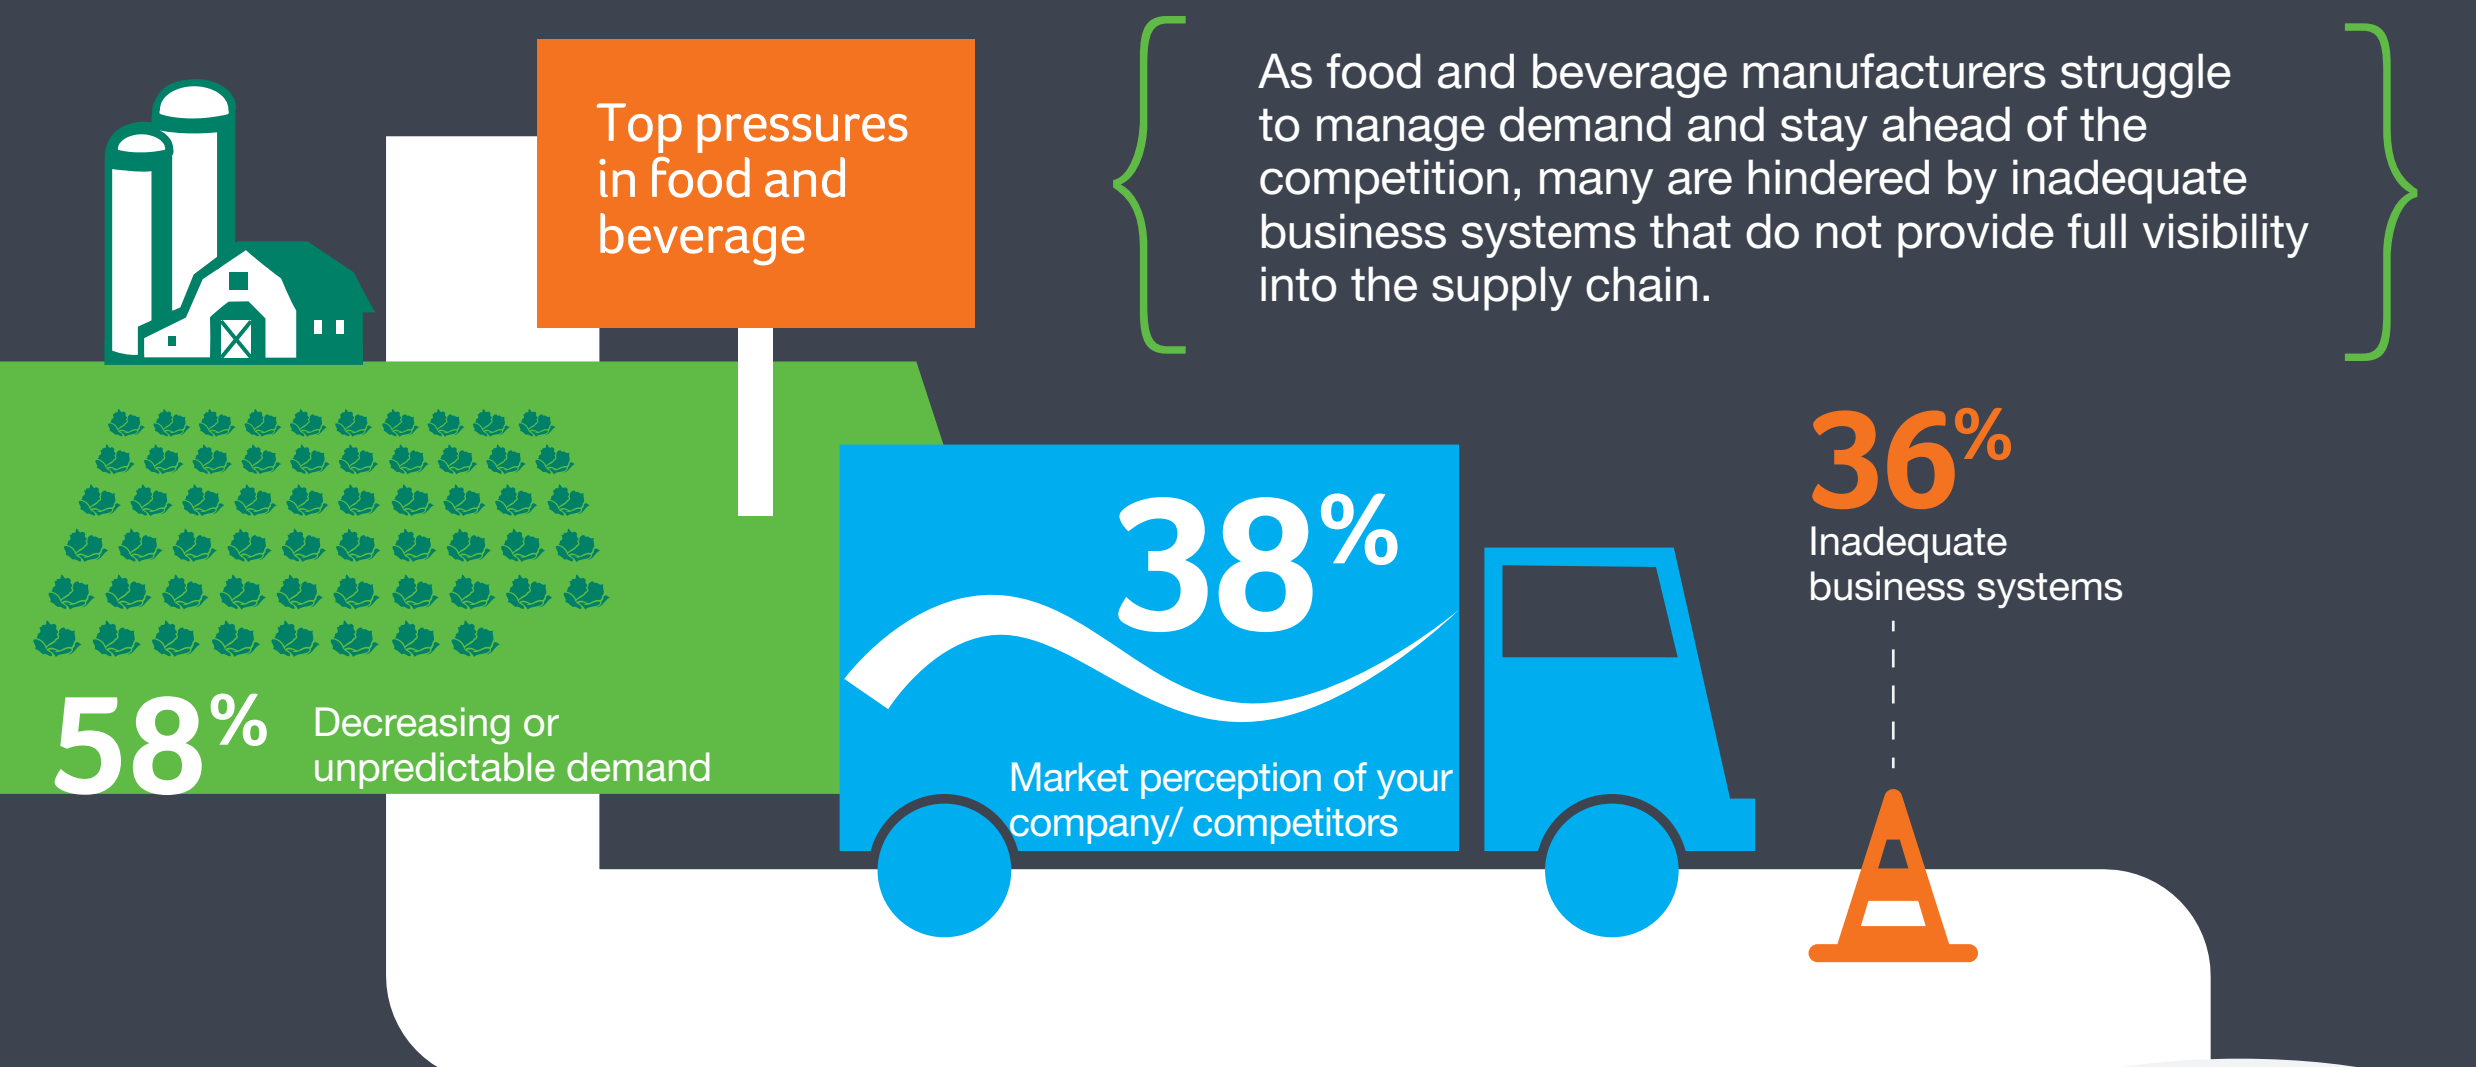 Top pressures
in food and
beverage
As food and beverage manufacturers struggle
to manage demand and stay ahead of the
competition, many are hindered by inadequate
business systems that do not provide full visibility
into the supply chain.
58%
Decreasing or
unpredictable demand
38%
Market perception of your
company/ competitors
36%
Inadequate
business systems